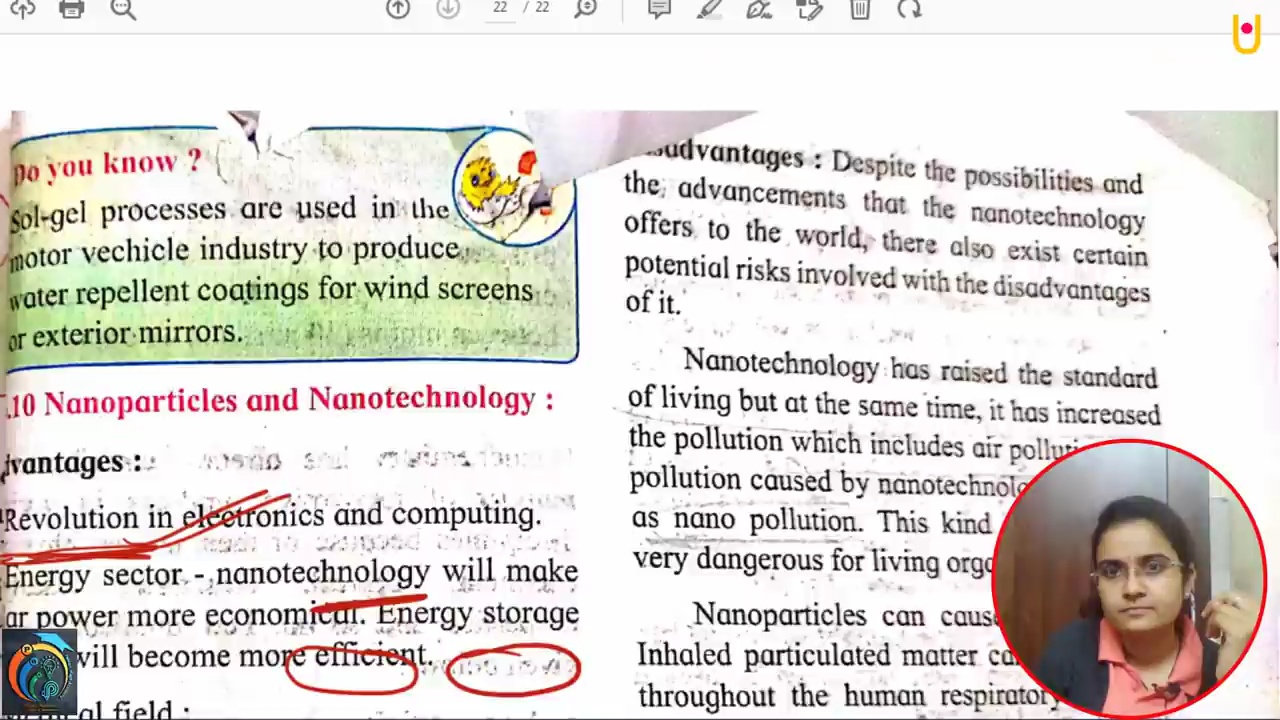 22 / 22
Do you know ?
Sol-gel processes are used in the
motor vechicle industry to produce
water repellent coatings for wind screens
or exterior mirrors.
.10 Nanoparticles and Nanotechnology :
dvantages :
Revolution in electronics and computing.
Energy sector - nanotechnology will make
ar power more economical. Energy storage
will become more efficient.
al field :
advantages : Despite the possibilities and
the advancements that the nanotechnology
offers to the world, there also exist certain
potential risks involved with the disadvantages
of it.
Nanotechnology has raised the standard
of living but at the same time, it has increased
the pollution which includes air polluti
pollution caused by nanotechnolo
as nano pollution. This kind
very dangerous for living orga
Nanoparticles can cause
Inhaled particulated matter ca
throughout the human respiratory